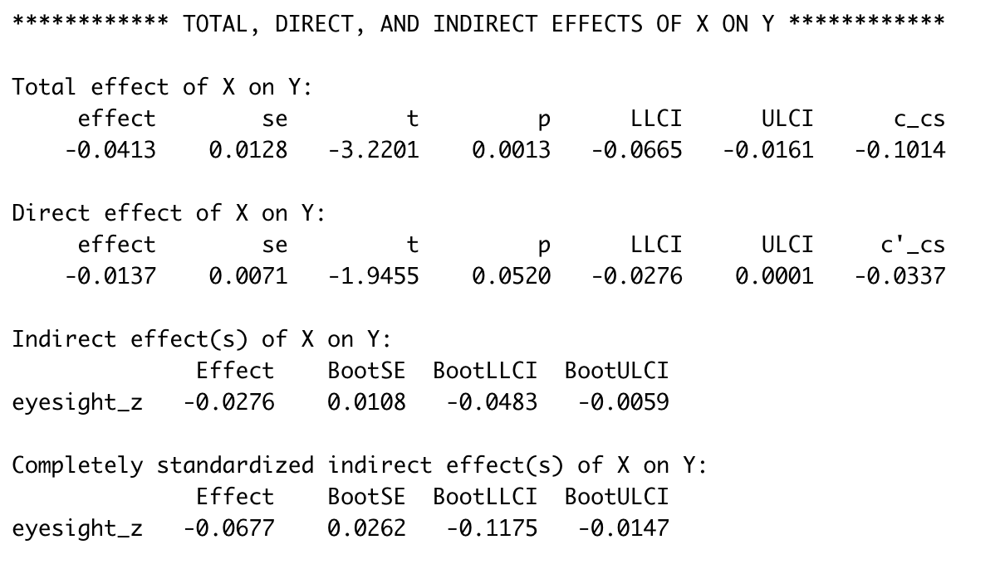 ************ TOTAL, DIRECT, AND INDIRECT EFFECTS OF X ON Y ************
Total effect of X on Y:
effect se t p LLCI ULCI c_cs
-0.0413 0.0128 -3.2201 0.0013 -0.0665 -0.0161 -0.1014
Direct effect of X on Y:
effect se t p LLCI ULCI c'_cs
-0.0137 0.0071 -1.9455 0.0520 -0.0276 0.0001 -0.0337
Indirect effect(s) of X on Y:
Effect BootSE BootLLCI BootULCI
eyesight_z -0.0276 0.0108 -0.0483 -0.0059
Completely standardized indirect effect(s) of X on Y:
Effect BootSE BootLLCI BootULCI
eyesight_z -0.0677 0.0262 -0.1175 -0.0147